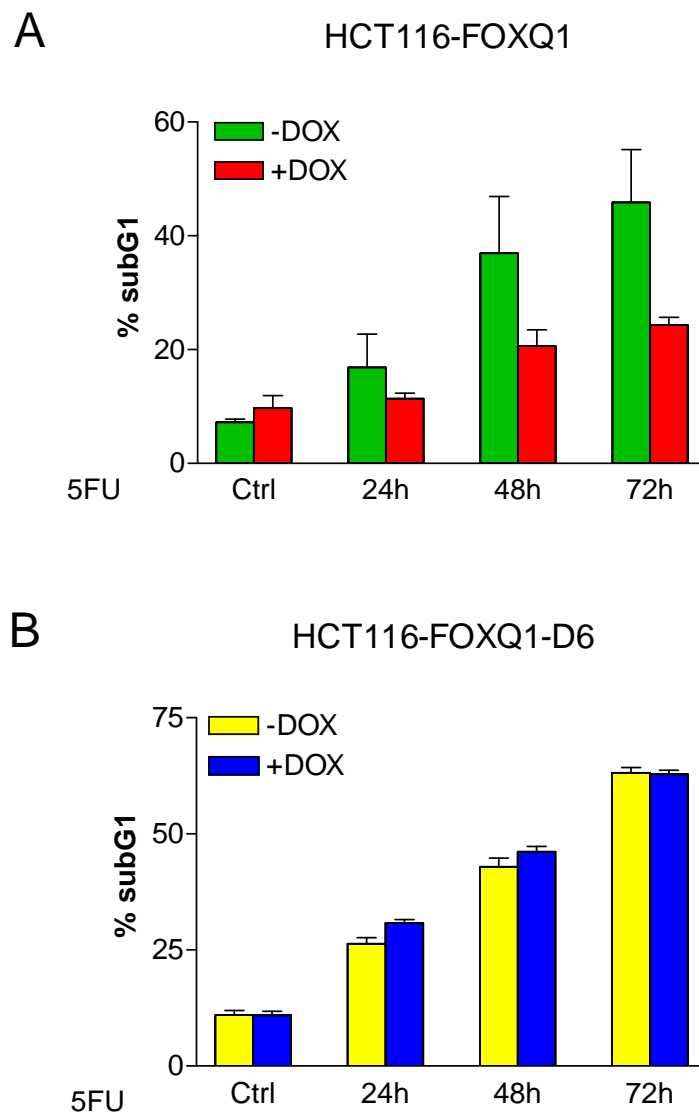 A
HCT116-FOXQ1
60
-DOX
+DOX
40
% subG1
20
0
5FU Ctrl 24h 48h 72h
B
HCT116-FOXQ1-D6
75
-DOX
+DOX
50
% subG1
25
0
5FU Ctrl 24h 48h 72h